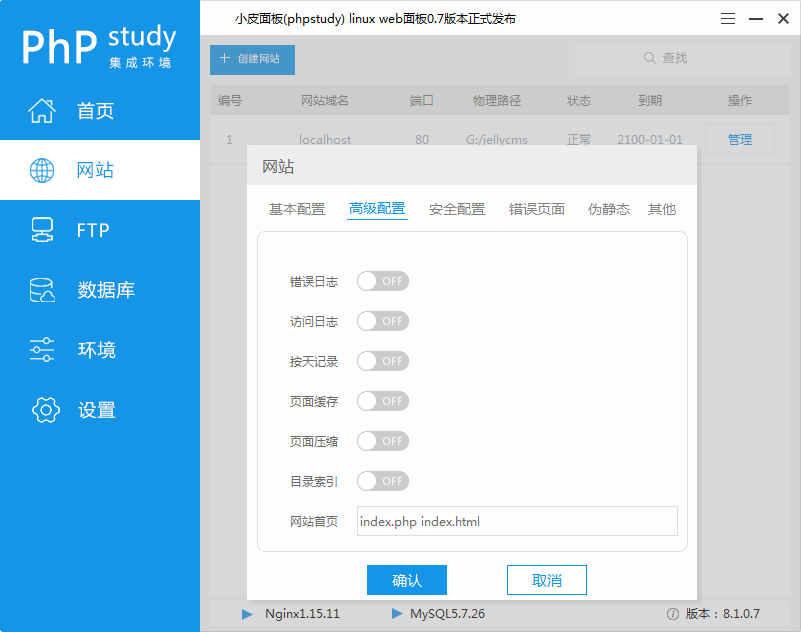 PhP study
集成环境
首页
网站
FTP
数据库
环境
设置
小皮面板(phpstudy) linux web面板0.7版本正式发布
创建网站
查找
编号 网站域名 端口 物理路径 状态 到期 操作
1 localhost 80 G:/jellycms 正常 2100-01-01 管理
网站
基本配置 高级配置 安全配置 错误页面 伪静态 其他
错误日志 OFF
访问日志 OFF
按天记录 OFF
页面缓存 OFF
页面压缩 OFF
目录索引 OFF
网站首页 index.php index.html
确认 取消
Nginx1.15.11 MySQL5.7.26 版本：8.1.0.7